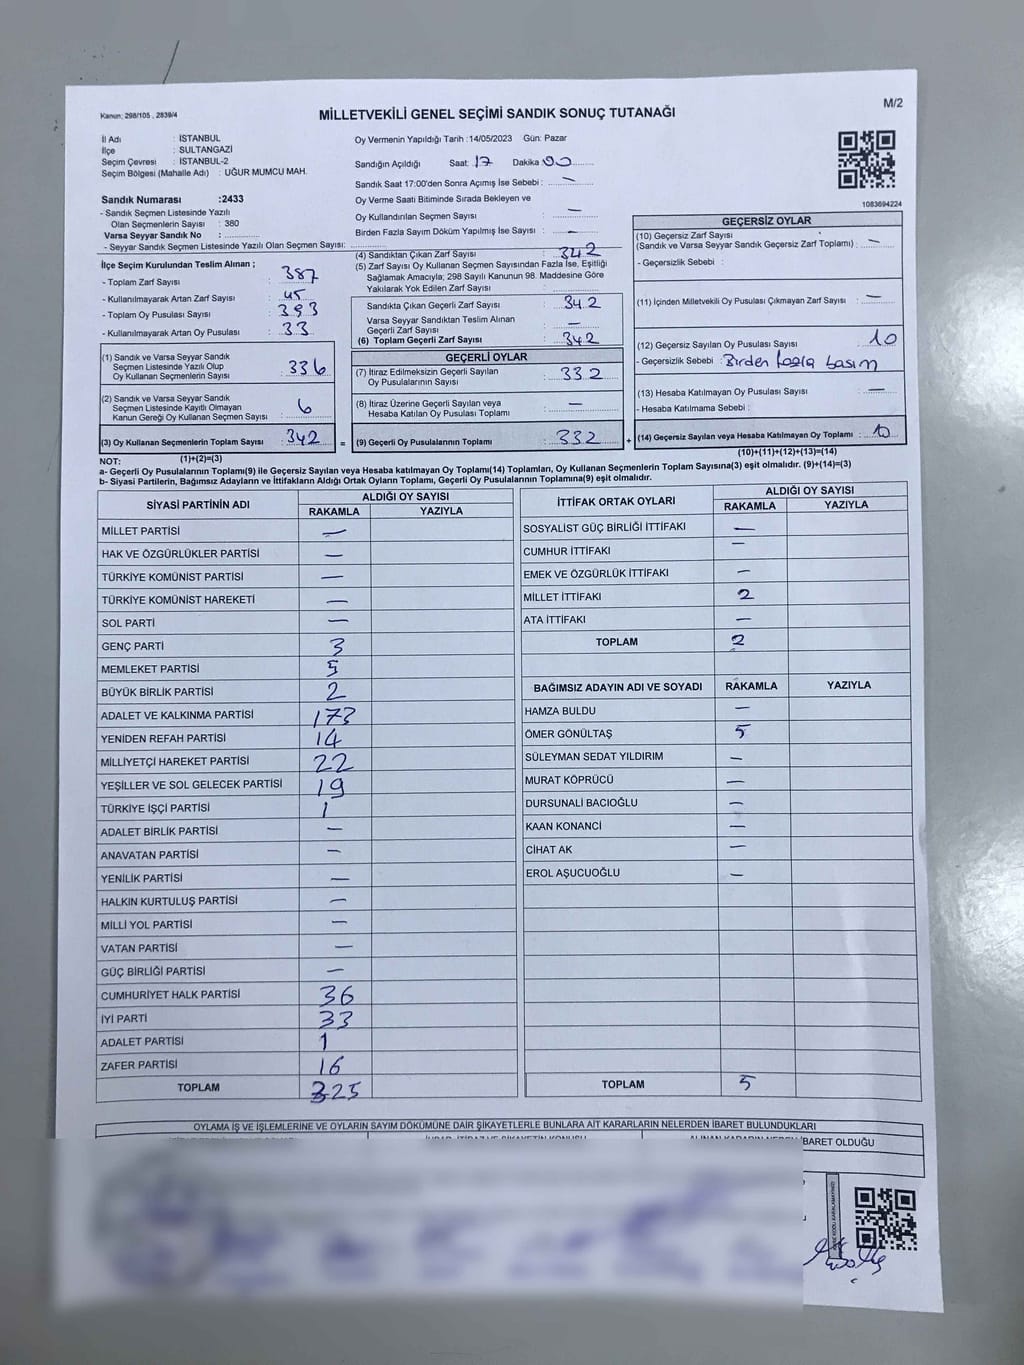 Kanun: 298/105 , 2839/4
MİLLETVEKİLİ GENEL SEÇİMİ SANDIK SONUÇ TUTANAĞI
M/2
İl Adı : İSTANBUL
İlçe : SULTANGAZİ
Seçim Çevresi : İSTANBUL-2
Seçim Bölgesi (Mahalle Adı) : UĞUR MUMCU MAH.
Sandık Numarası :2433
- Sandık Seçmen Listesinde Yazılı
Olan Seçmenlerin Sayısı : 380
Varsa Seyyar Sandık No :
- Seyyar Sandık Seçmen Listesinde Yazılı Olan Seçmen Sayısı:
Oy Vermenin Yapıldığı Tarih :14/05/2023 Gün: Pazar
Sandığın Açıldığı Saat: 17 Dakika 00
Sandık Saat 17:00'den Sonra Açımış İse Sebebi : —
Oy Verme Saati Bitiminde Sırada Bekleyen ve
Oy Kullandırılan Seçmen Sayısı : —
Birden Fazla Sayım Döküm Yapılmış İse Sayısı : —
1083694224
İlçe Seçim Kurulundan Teslim Alınan ;
- Toplam Zarf Sayısı : 387
- Kullanılmayarak Artan Zarf Sayısı : 45
- Toplam Oy Pusulası Sayısı : 393
- Kullanılmayarak Artan Oy Pusulası : 33
(1) Sandık ve Varsa Seyyar Sandık
Seçmen Listesinde Yazılı Olup
Oy Kullanan Seçmenlerin Sayısı : 336
(2) Sandık ve Varsa Seyyar Sandık
Seçmen Listesinde Kayıtlı Olmayan
Kanun Gereği Oy Kullanan Seçmen Sayısı : 6
(3) Oy Kullanan Seçmenlerin Toplam Sayısı : 342
(4) Sandıktan Çıkan Zarf Sayısı : 342
(5) Zarf Sayısı Oy Kullanan Seçmen Sayısından Fazla İse, Eşitliği
Sağlamak Amacıyla; 298 Sayılı Kanunun 98. Maddesine Göre
Yakılarak Yok Edilen Zarf Sayısı :
Sandıkta Çıkan Geçerli Zarf Sayısı : 342
Varsa Seyyar Sandıktan Teslim Alınan
Geçerli Zarf Sayısı : —
(6) Toplam Geçerli Zarf Sayısı : 342
GEÇERLİ OYLAR
(7) İtiraz Edilmeksizin Geçerli Sayılan
Oy Pusulalarının Sayısı : 332
(8) İtiraz Üzerine Geçerli Sayılan veya
Hesaba Katılan Oy Pusulası Toplamı : —
= (9) Geçerli Oy Pusulalarının Toplamı : 332
GEÇERSİZ OYLAR
(10) Geçersiz Zarf Sayısı
(Sandık ve Varsa Seyyar Sandık Geçersiz Zarf Toplamı) : —
- Geçersizlik Sebebi :
(11) İçinden Milletvekili Oy Pusulası Çıkmayan Zarf Sayısı : —
(12) Geçersiz Sayılan Oy Pusulası Sayısı : 10
- Geçersizlik Sebebi : Birden fazla basım
(13) Hesaba Katılmayan Oy Pusulası Sayısı : —
- Hesaba Katılmama Sebebi :
+ (14) Geçersiz Sayılan veya Hesaba Katılmayan Oy Toplamı : 10
NOT: (1)+(2)=(3)
(10)+(11)+(12)+(13)=(14)
a- Geçerli Oy Pusulalarının Toplamı(9) ile Geçersiz Sayılan veya Hesaba katılmayan Oy Toplamı(14) Toplamları, Oy Kullanan Seçmenlerin Toplam Sayısına(3) eşit olmalıdır. (9)+(14)=(3)
b- Siyasi Partilerin, Bağımsız Adayların ve İttifakların Aldığı Ortak Oyların Toplamı, Geçerli Oy Pusulalarının Toplamına(9) eşit olmalıdır.
SİYASİ PARTİNİN ADI ALDIĞI OY SAYISI
RAKAMLA YAZIYLA
MİLLET PARTİSİ —
HAK VE ÖZGÜRLÜKLER PARTİSİ —
TÜRKİYE KOMÜNİST PARTİSİ —
TÜRKİYE KOMÜNİST HAREKETİ —
SOL PARTİ —
GENÇ PARTİ 3
MEMLEKET PARTİSİ 5
BÜYÜK BİRLİK PARTİSİ 2
ADALET VE KALKINMA PARTİSİ 173
YENİDEN REFAH PARTİSİ 14
MİLLİYETÇİ HAREKET PARTİSİ 22
YEŞİLLER VE SOL GELECEK PARTİSİ 19
TÜRKİYE İŞÇİ PARTİSİ 1
ADALET BİRLİK PARTİSİ —
ANAVATAN PARTİSİ —
YENİLİK PARTİSİ —
HALKIN KURTULUŞ PARTİSİ —
MİLLİ YOL PARTİSİ —
VATAN PARTİSİ —
GÜÇ BİRLİĞİ PARTİSİ —
CUMHURİYET HALK PARTİSİ 36
İYİ PARTİ 33
ADALET PARTİSİ 1
ZAFER PARTİSİ 16
TOPLAM 325
İTTİFAK ORTAK OYLARI ALDIĞI OY SAYISI
RAKAMLA YAZIYLA
SOSYALİST GÜÇ BİRLİĞİ İTTİFAKI —
CUMHUR İTTİFAKI —
EMEK VE ÖZGÜRLÜK İTTİFAKI —
MİLLET İTTİFAKI 2
ATA İTTİFAKI —
TOPLAM 2
BAĞIMSIZ ADAYIN ADI VE SOYADI RAKAMLA YAZIYLA
HAMZA BULDU —
ÖMER GÖNÜLTAŞ 5
SÜLEYMAN SEDAT YILDIRIM —
MURAT KÖPRÜCÜ —
DURSUNALİ BACIOĞLU —
KAAN KONANCİ —
CİHAT AK —
EROL AŞUCUOĞLU —
TOPLAM 5
OYLAMA İŞ VE İŞLEMLERİNE VE OYLARIN SAYIM DÖKÜMÜNE DAİR ŞİKAYETLERLE BUNLARA AİT KARARLARIN NELERDEN İBARET BULUNDUKLARI
İBARET OLDUĞU